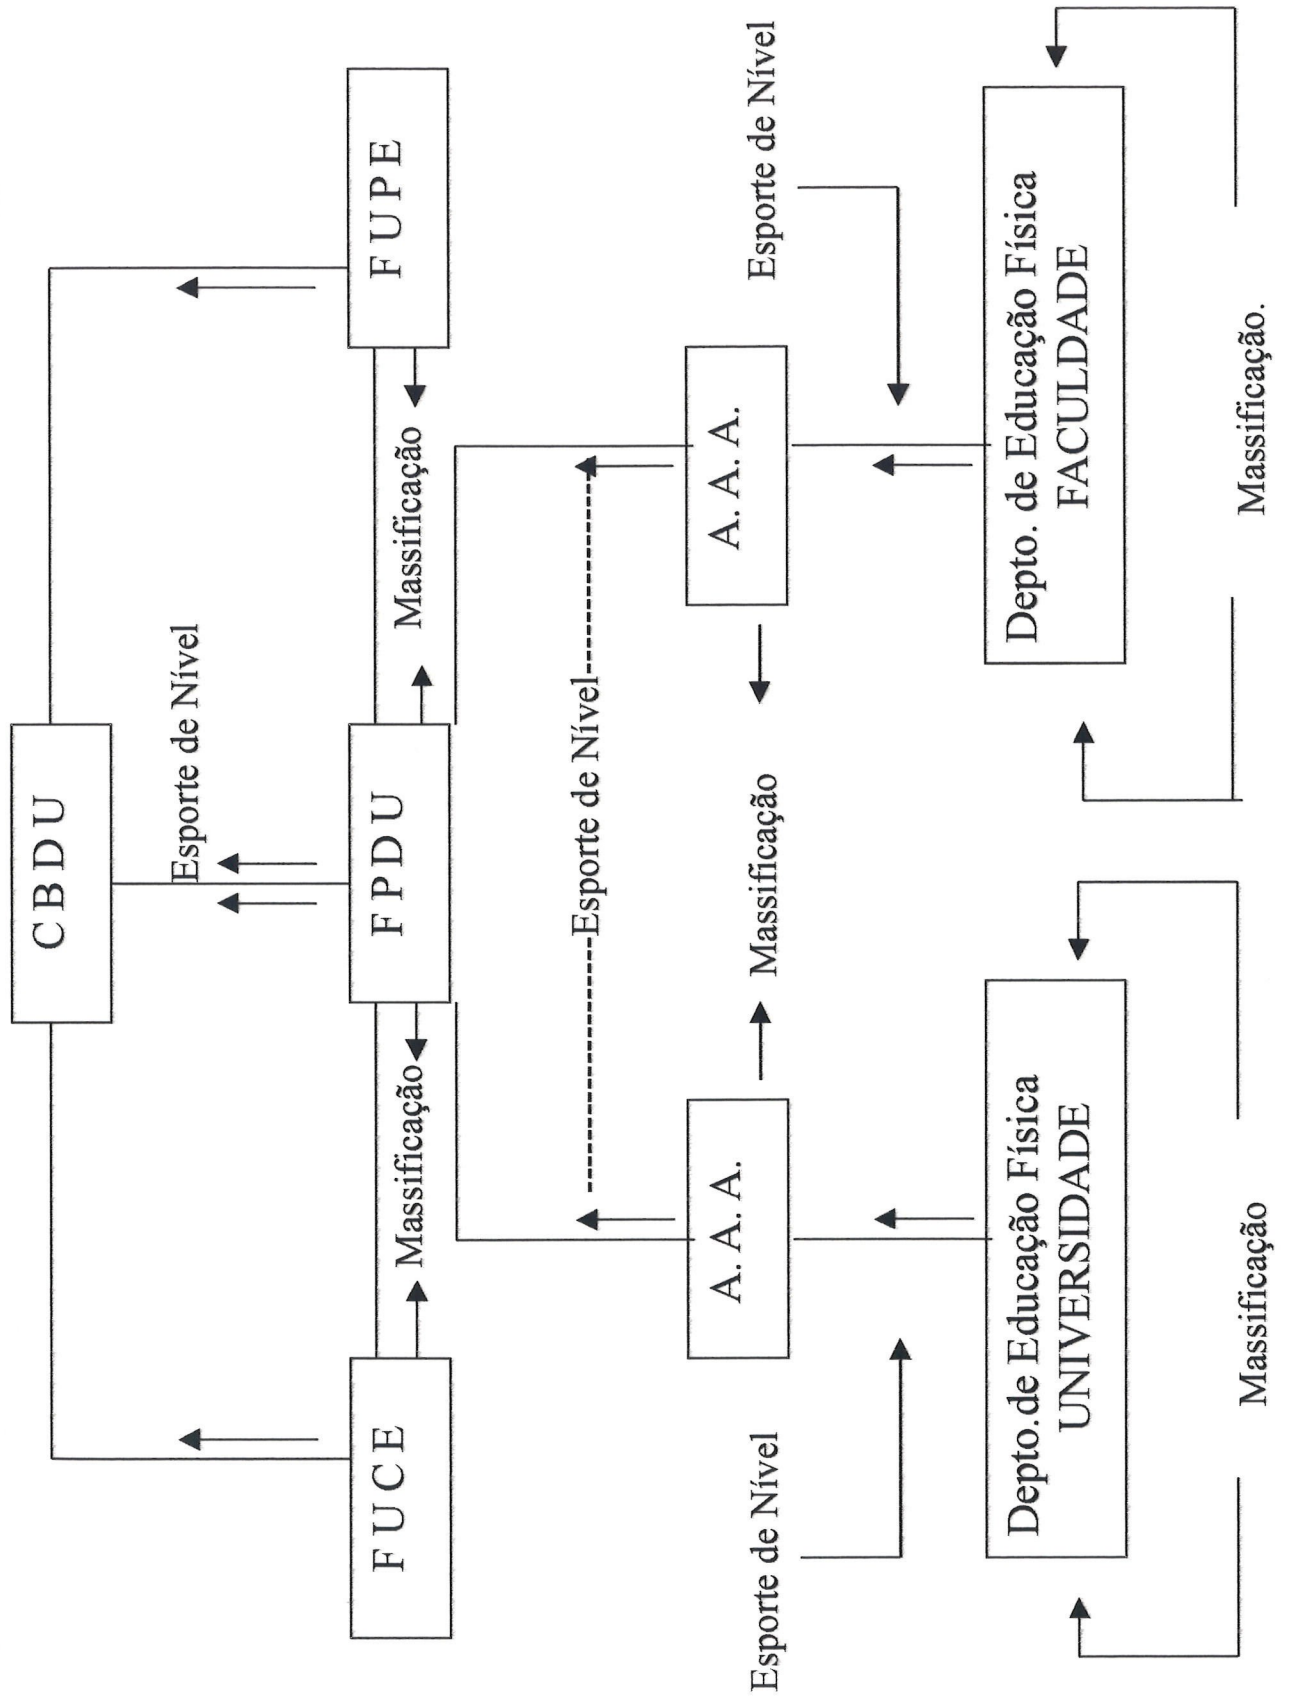 C B D U
Esporte de Nível
F U C E
Massificação
F P D U
Massificação
F U P E
Esporte de Nível
Esporte de Nível
A. A. A.
Massificação
A. A. A.
Esporte de Nível
Depto. de Educação Física
UNIVERSIDADE
Depto. de Educação Física
FACULDADE
Massificação
Massificação.